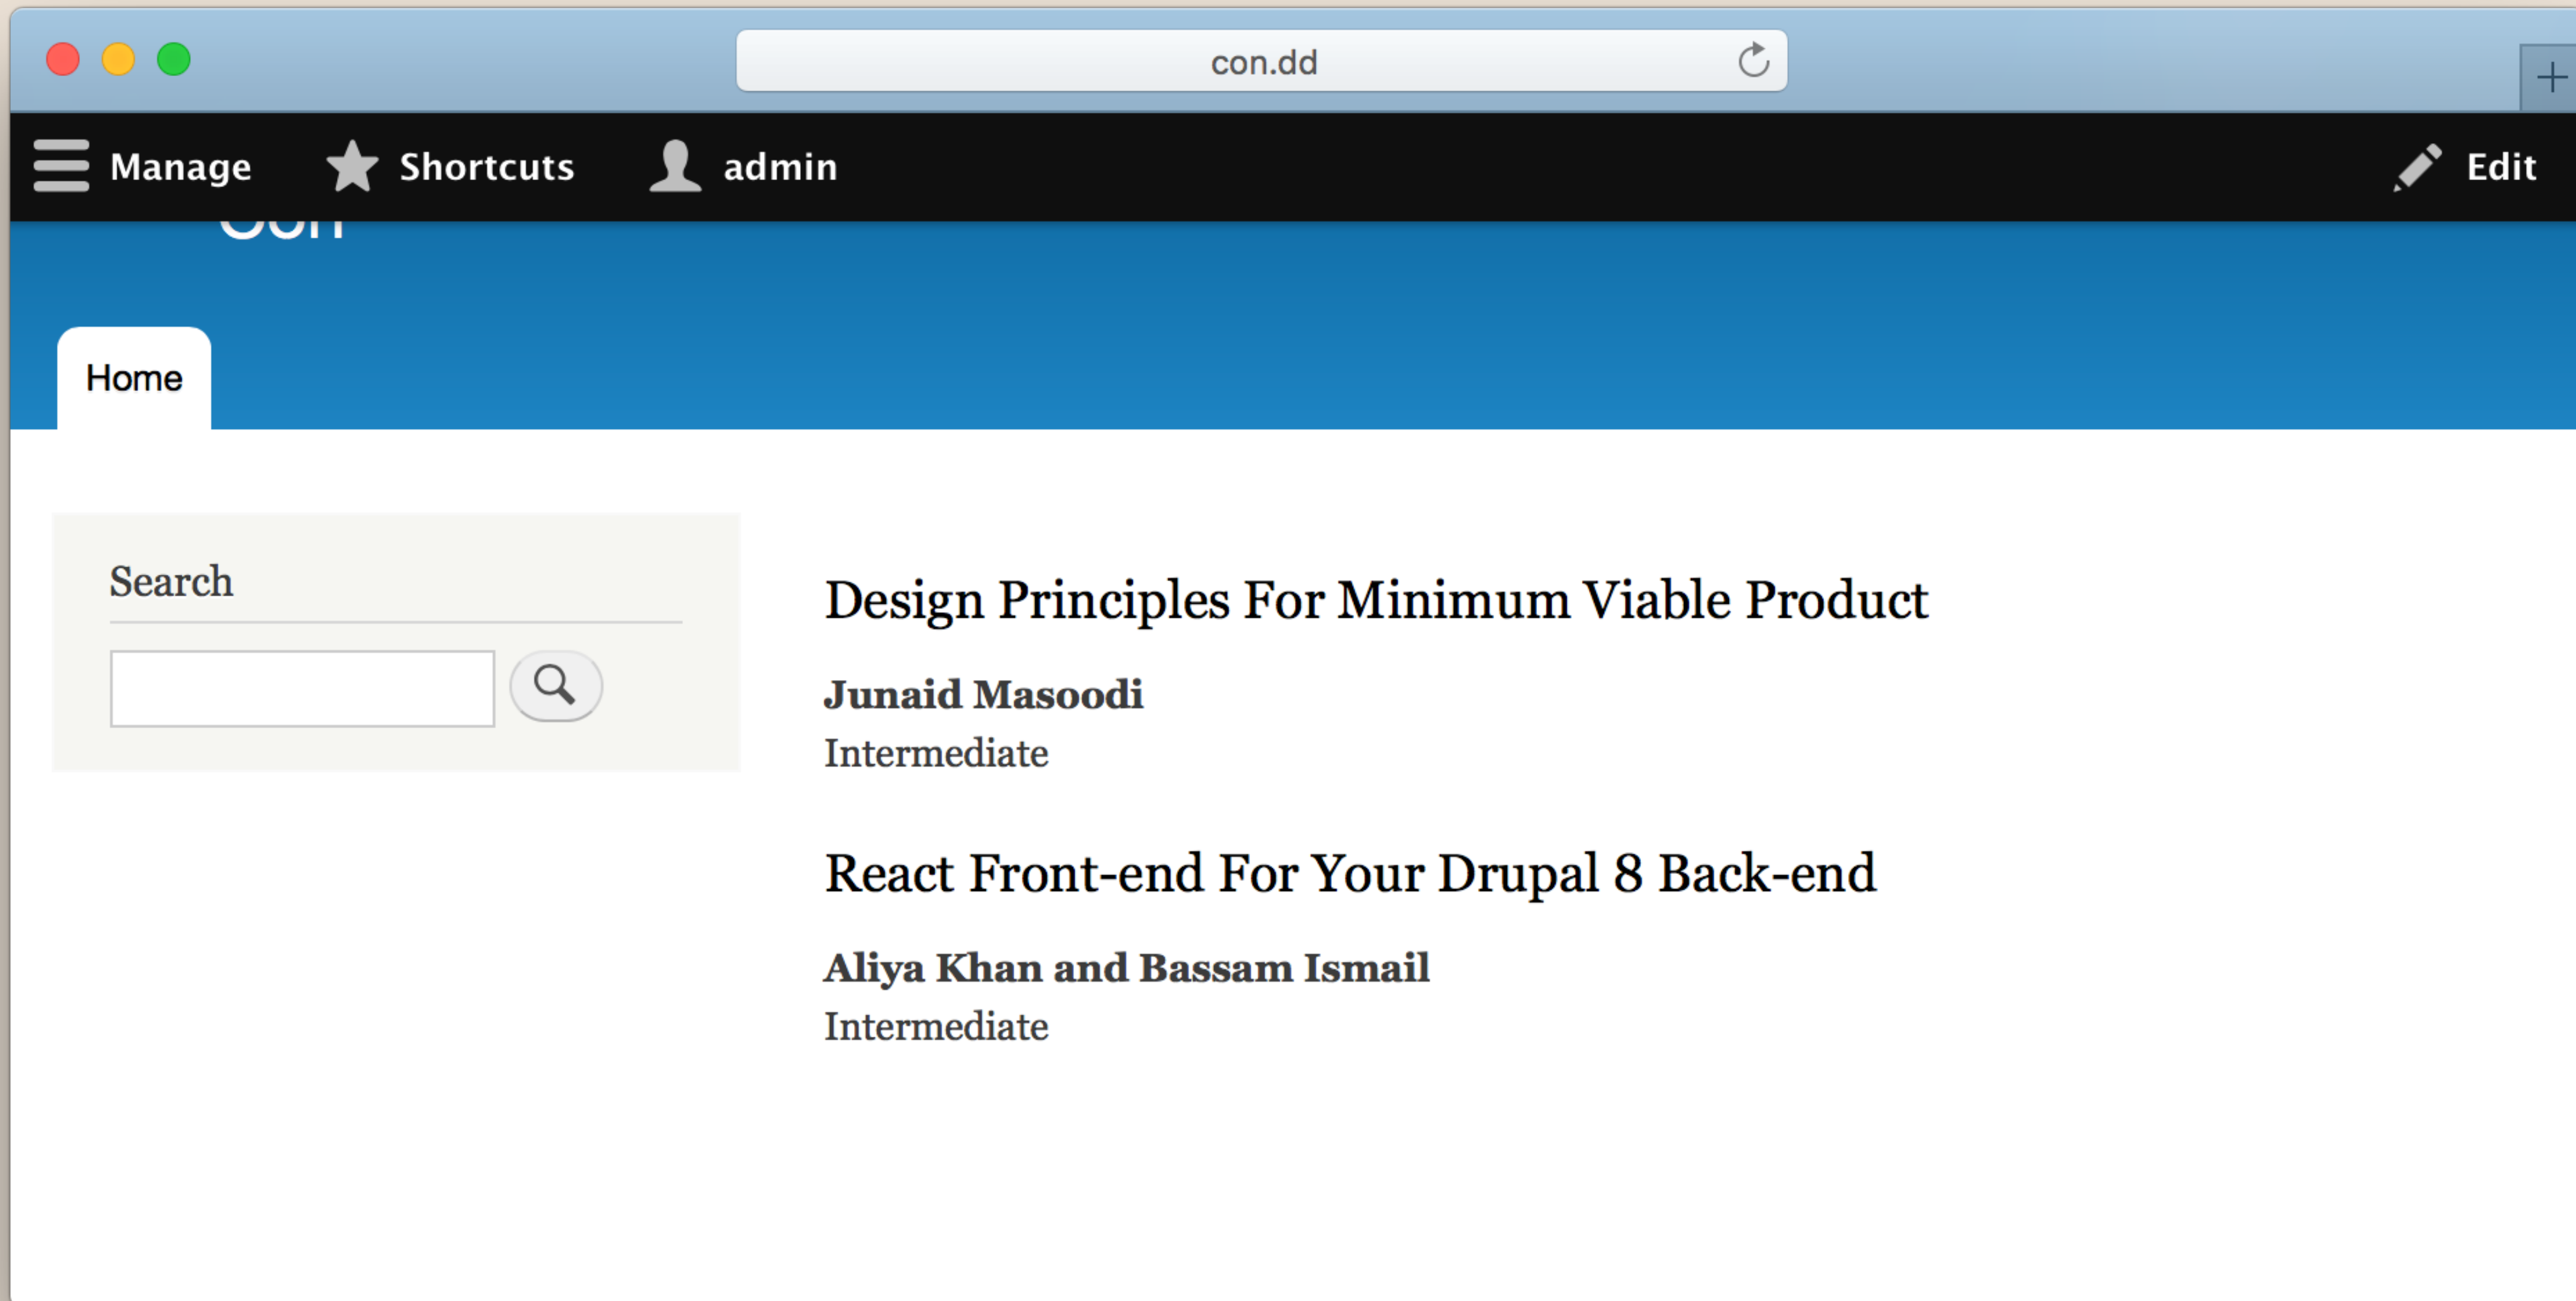 con.dd
Manage Shortcuts admin Edit
Home
Search
Design Principles For Minimum Viable Product
Junaid Masoodi
Intermediate
React Front-end For Your Drupal 8 Back-end
Aliya Khan and Bassam Ismail
Intermediate